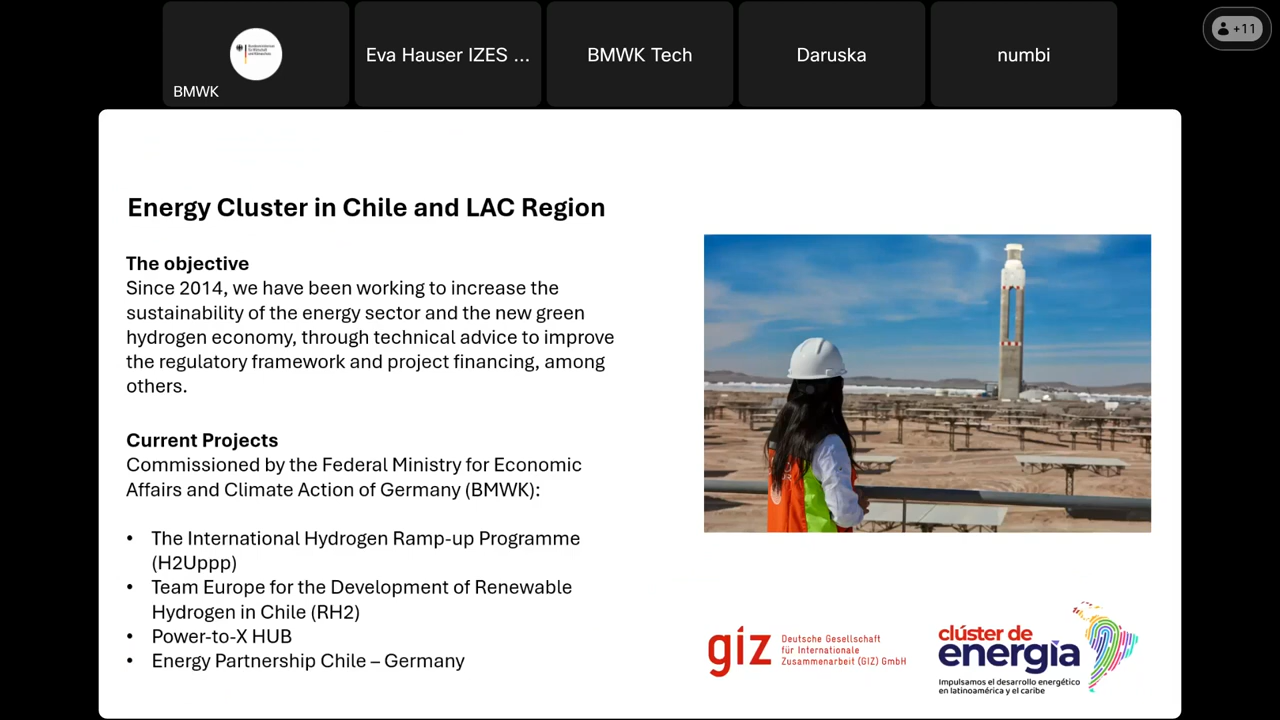 +11
BMWK
Eva Hauser IZES ...
BMWK Tech
Daruska
numbi
Energy Cluster in Chile and LAC Region
The objective
Since 2014, we have been working to increase the
sustainability of the energy sector and the new green
hydrogen economy, through technical advice to improve
the regulatory framework and project financing, among
others.
Current Projects
Commissioned by the Federal Ministry for Economic
Affairs and Climate Action of Germany (BMWK):
• The International Hydrogen Ramp-up Programme
(H2Uppp)
• Team Europe for the Development of Renewable
Hydrogen in Chile (RH2)
• Power-to-X HUB
• Energy Partnership Chile – Germany
giz
Deutsche Gesellschaft
für Internationale
Zusammenarbeit (GIZ) GmbH
clúster de
energía
Impulsamos el desarrollo energético
en latinoamérica y el caribe